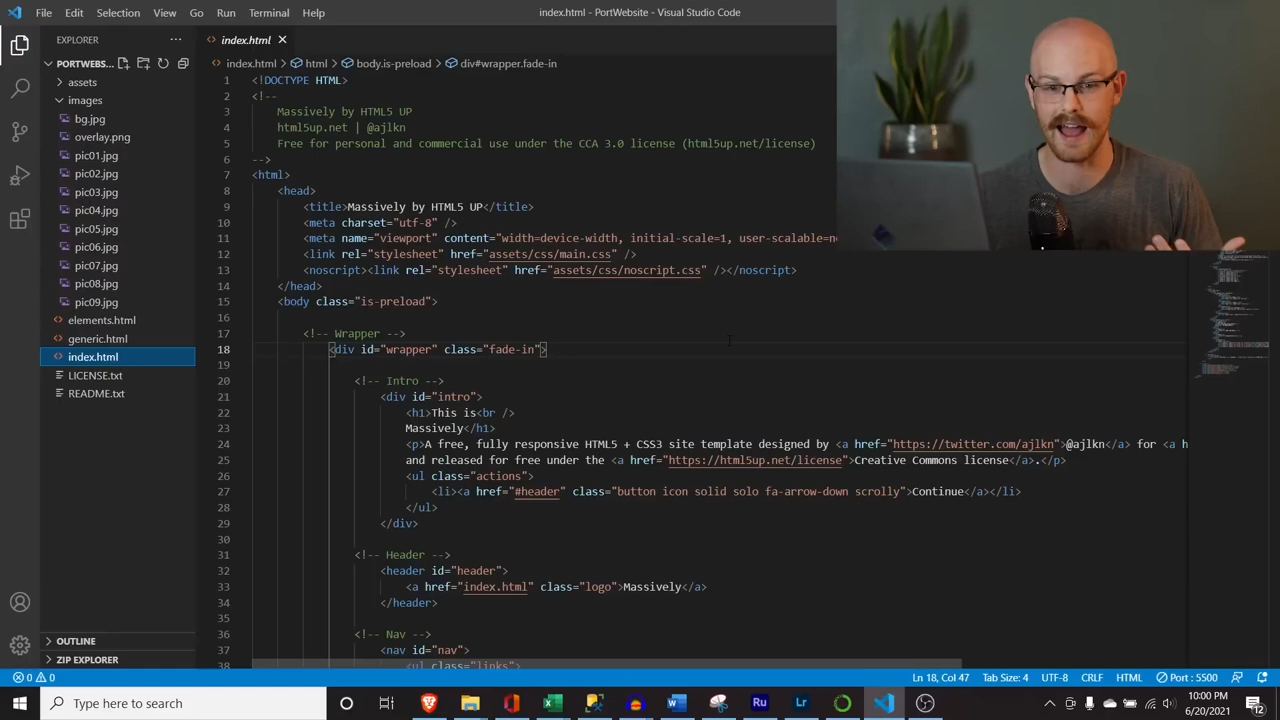 File Edit Selection View Go Run Terminal Help
index.html - PortWebsite - Visual Studio Code
EXPLORER
index.html
PORTWEBS...
index.html > html > body.is-preload > div#wrapper.fade-in
assets
images
bg.jpg
overlay.png
pic01.jpg
pic02.jpg
pic03.jpg
pic04.jpg
pic05.jpg
pic06.jpg
pic07.jpg
pic08.jpg
pic09.jpg
elements.html
generic.html
index.html
LICENSE.txt
README.txt
OUTLINE
ZIP EXPLORER
1 <!DOCTYPE HTML>
2 <!--
3 Massively by HTML5 UP
4 html5up.net | @ajlkn
5 Free for personal and commercial use under the CCA 3.0 license (html5up.net/license)
6 -->
7 <html>
8 <head>
9 <title>Massively by HTML5 UP</title>
10 <meta charset="utf-8" />
11 <meta name="viewport" content="width=device-width, initial-scale=1, user-scalable=n
12 <link rel="stylesheet" href="assets/css/main.css" />
13 <noscript><link rel="stylesheet" href="assets/css/noscript.css" /></noscript>
14 </head>
15 <body class="is-preload">
16
17 <!-- Wrapper -->
18 <div id="wrapper" class="fade-in">
19
20 <!-- Intro -->
21 <div id="intro">
22 <h1>This is<br />
23 Massively</h1>
24 <p>A free, fully responsive HTML5 + CSS3 site template designed by <a href="https://twitter.com/ajlkn">@ajlkn</a> for <a h
25 and released for free under the <a href="https://html5up.net/license">Creative Commons license</a>.</p>
26 <ul class="actions">
27 <li><a href="#header" class="button icon solid solo fa-arrow-down scrolly">Continue</a></li>
28 </ul>
29 </div>
30
31 <!-- Header -->
32 <header id="header">
33 <a href="index.html" class="logo">Massively</a>
34 </header>
35
36 <!-- Nav -->
37 <nav id="nav">
38 <ul class="links">
0 0 Ln 18, Col 47 Tab Size: 4 UTF-8 CRLF HTML Port : 5500
Type here to search
Ru
Lr
10:00 PM
6/20/2021